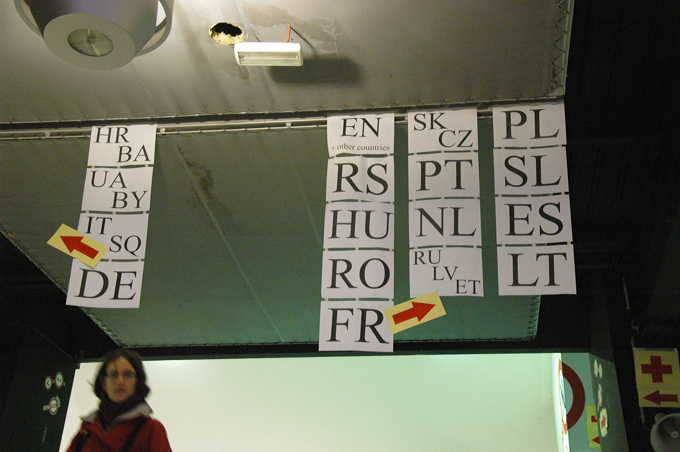 HR
BA
UA
BY
IT
SQ
DE
EN
+ other countries
RS
HU
RO
FR
SK
CZ
PT
NL
RU
LV
ET
PL
SL
ES
LT